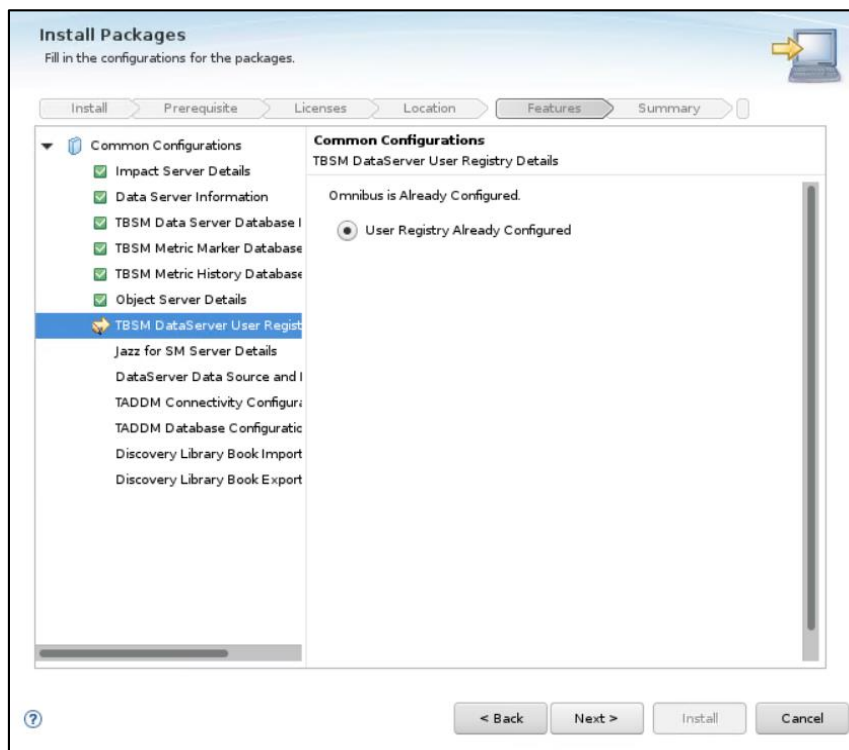 Install Packages
Fill in the configurations for the packages.
Install Prerequisite Licenses Location Features Summary
Common Configurations
Impact Server Details
Data Server Information
TBSM Data Server Database I
TBSM Metric Marker Database
TBSM Metric History Database
Object Server Details
TBSM DataServer User Regist
Jazz for SM Server Details
DataServer Data Source and I
TADDM Connectivity Configura
TADDM Database Configuratic
Discovery Library Book Import
Discovery Library Book Export
Common Configurations
TBSM DataServer User Registry Details
Omnibus is Already Configured.
User Registry Already Configured
?
< Back Next > Install Cancel